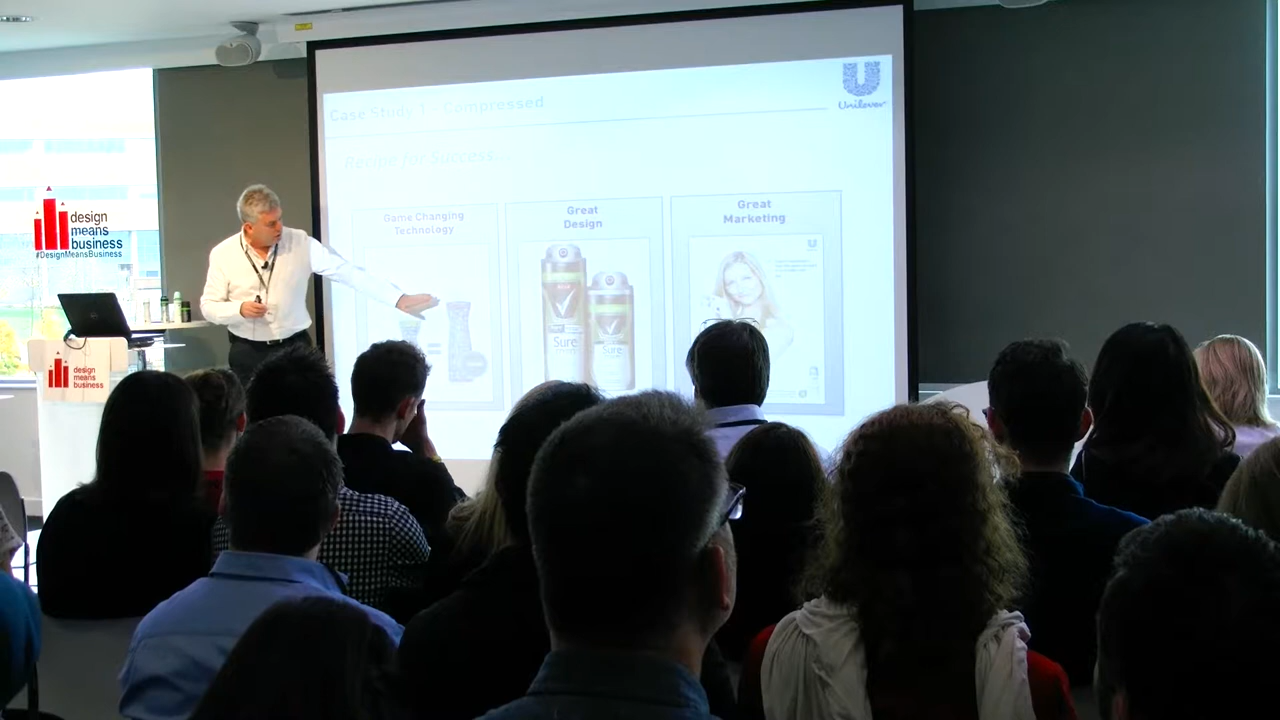 Case Study 1 - Compressed
Unilever
Recipe for Success...
Game Changing
Technology
Great
Design
Great
Marketing
Sure
Sure
design
means
business
#DesignMeansBusiness
design
means
business